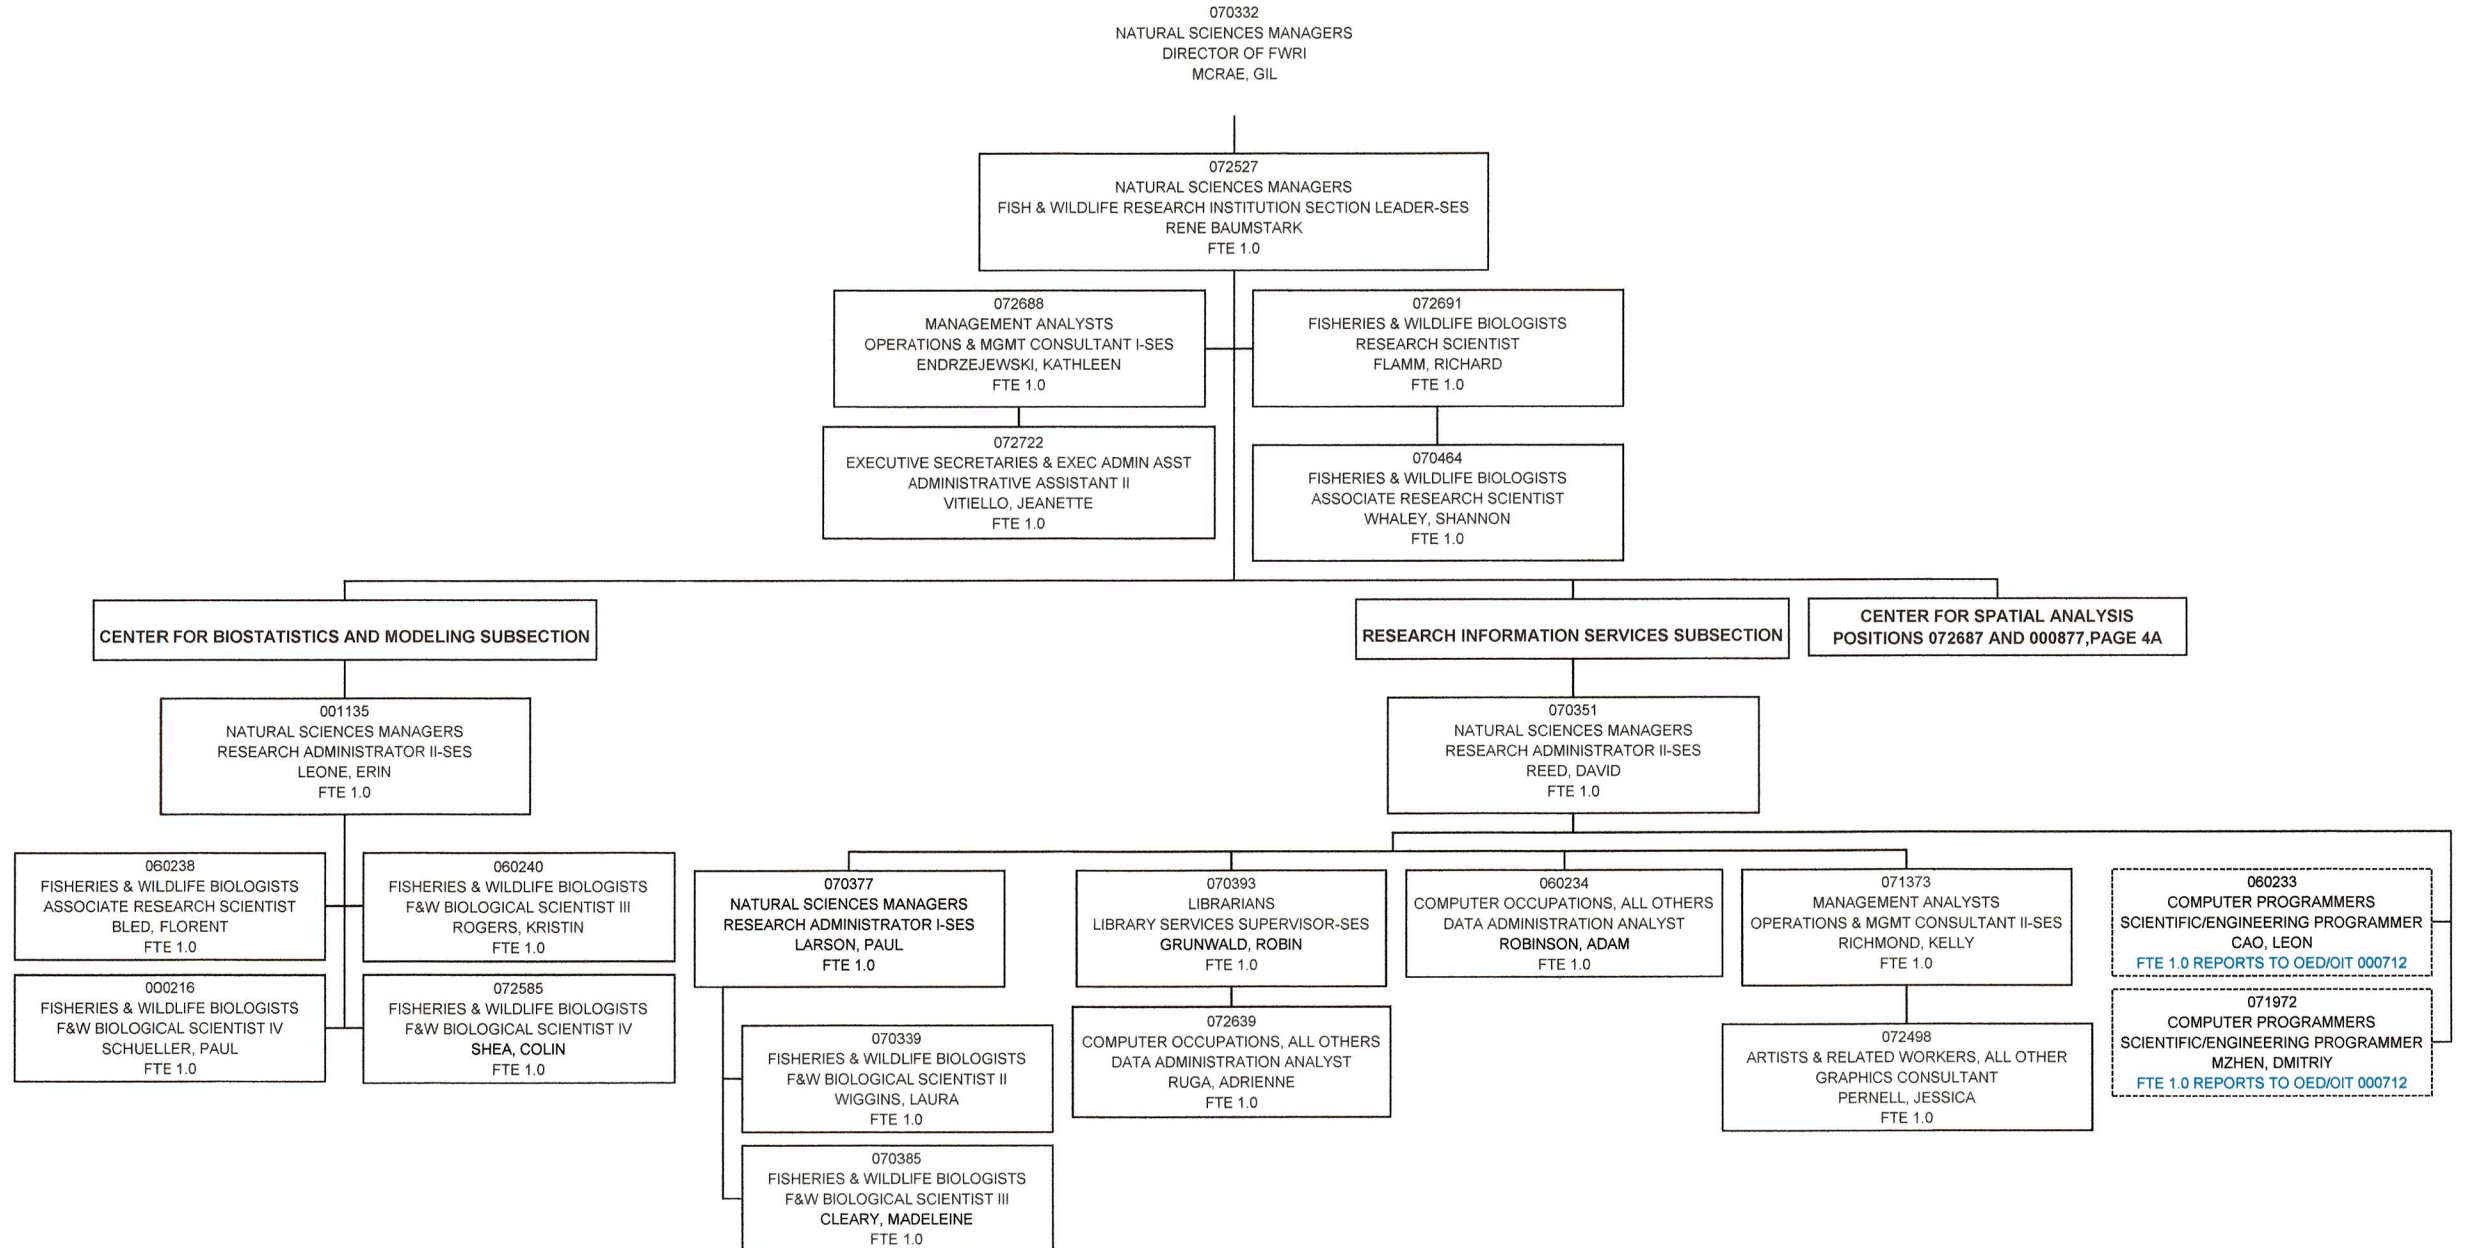 070332
NATURAL SCIENCES MANAGERS
DIRECTOR OF FWRI
MCRAE, GIL
072527
NATURAL SCIENCES MANAGERS
FISH & WILDLIFE RESEARCH INSTITUTION SECTION LEADER-SES
RENE BAUMSTARK
FTE 1.0
072688
MANAGEMENT ANALYSTS
OPERATIONS & MGMT CONSULTANT I-SES
ENDRZEJEWSKI, KATHLEEN
FTE 1.0
072691
FISHERIES & WILDLIFE BIOLOGISTS
RESEARCH SCIENTIST
FLAMM, RICHARD
FTE 1.0
072722
EXECUTIVE SECRETARIES & EXEC ADMIN ASST
ADMINISTRATIVE ASSISTANT II
VITIELLO, JEANETTE
FTE 1.0
070464
FISHERIES & WILDLIFE BIOLOGISTS
ASSOCIATE RESEARCH SCIENTIST
WHALEY, SHANNON
FTE 1.0
CENTER FOR BIOSTATISTICS AND MODELING SUBSECTION
RESEARCH INFORMATION SERVICES SUBSECTION
CENTER FOR SPATIAL ANALYSIS
POSITIONS 072687 AND 000877,PAGE 4A
001135
NATURAL SCIENCES MANAGERS
RESEARCH ADMINISTRATOR II-SES
LEONE, ERIN
FTE 1.0
070351
NATURAL SCIENCES MANAGERS
RESEARCH ADMINISTRATOR II-SES
REED, DAVID
FTE 1.0
060238
FISHERIES & WILDLIFE BIOLOGISTS
ASSOCIATE RESEARCH SCIENTIST
BLED, FLORENT
FTE 1.0
060240
FISHERIES & WILDLIFE BIOLOGISTS
F&W BIOLOGICAL SCIENTIST III
ROGERS, KRISTIN
FTE 1.0
000216
FISHERIES & WILDLIFE BIOLOGISTS
F&W BIOLOGICAL SCIENTIST IV
SCHUELLER, PAUL
FTE 1.0
072585
FISHERIES & WILDLIFE BIOLOGISTS
F&W BIOLOGICAL SCIENTIST IV
SHEA, COLIN
FTE 1.0
070377
NATURAL SCIENCES MANAGERS
RESEARCH ADMINISTRATOR I-SES
LARSON, PAUL
FTE 1.0
070339
FISHERIES & WILDLIFE BIOLOGISTS
F&W BIOLOGICAL SCIENTIST II
WIGGINS, LAURA
FTE 1.0
070385
FISHERIES & WILDLIFE BIOLOGISTS
F&W BIOLOGICAL SCIENTIST III
CLEARY, MADELEINE
FTE 1.0
070393
LIBRARIANS
LIBRARY SERVICES SUPERVISOR-SES
GRUNWALD, ROBIN
FTE 1.0
072639
COMPUTER OCCUPATIONS, ALL OTHERS
DATA ADMINISTRATION ANALYST
RUGA, ADRIENNE
FTE 1.0
060234
COMPUTER OCCUPATIONS, ALL OTHERS
DATA ADMINISTRATION ANALYST
ROBINSON, ADAM
FTE 1.0
071373
MANAGEMENT ANALYSTS
OPERATIONS & MGMT CONSULTANT II-SES
RICHMOND, KELLY
FTE 1.0
072498
ARTISTS & RELATED WORKERS, ALL OTHER
GRAPHICS CONSULTANT
PERNELL, JESSICA
FTE 1.0
060233
COMPUTER PROGRAMMERS
SCIENTIFIC/ENGINEERING PROGRAMMER
CAO, LEON
FTE 1.0 REPORTS TO OED/OIT 000712
071972
COMPUTER PROGRAMMERS
SCIENTIFIC/ENGINEERING PROGRAMMER
MZHEN, DMITRIY
FTE 1.0 REPORTS TO OED/OIT 000712